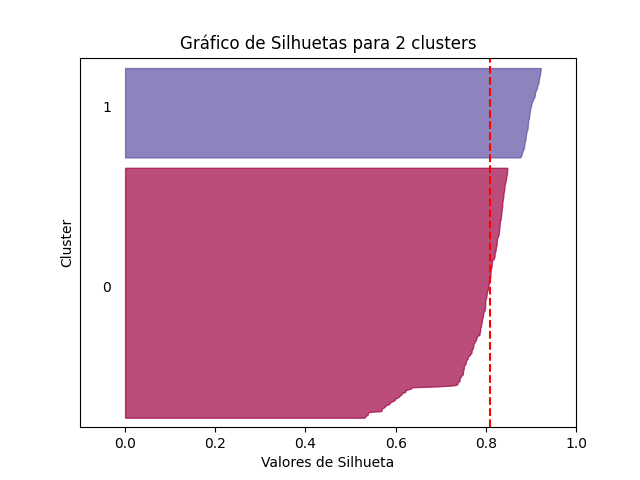 Gráfico de Silhuetas para 2 clusters
1
0
Cluster
0.0 0.2 0.4 0.6 0.8 1.0
Valores de Silhueta